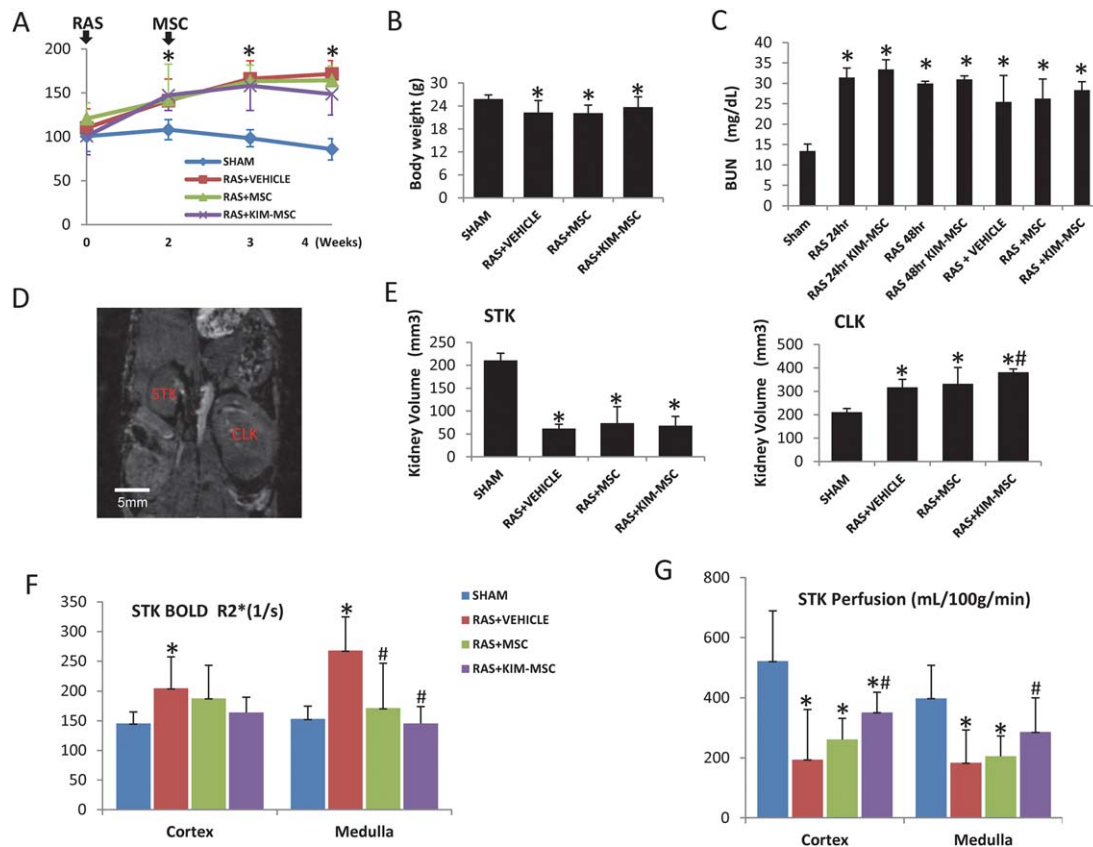 A
RAS
MSC
200
150
100
50
0
*
*
*
SHAM
RAS+VEHICLE
RAS+MSC
RAS+KIM-MSC
0
2
3
4 (Weeks)
B
Body weight (g)
30
24
18
12
6
0
*
*
*
SHAM
RAS+VEHICLE
RAS+MSC
RAS+KIM-MSC
C
BUN (mg/dL)
40
35
30
25
20
15
10
5
0
*
*
*
*
*
*
*
Sham
RAS 24hr
RAS 24hr KIM-MSC
RAS 48hr
RAS 48hr KIM-MSC
RAS + VEHICLE
RAS +MSC
RAS +KIM-MSC
D
STK
CLK
5mm
E
STK
Kidney Volume (mm3)
250
200
150
100
50
0
*
*
*
SHAM
RAS+VEHICLE
RAS+MSC
RAS+KIM-MSC
CLK
Kidney Volume (mm3)
500
400
300
200
100
0
*
*
*#
SHAM
RAS+VEHICLE
RAS+MSC
RAS+KIM-MSC
F
STK BOLD R2*(1/s)
350
300
250
200
150
100
50
0
*
*
#
#
Cortex
Medulla
SHAM
RAS+VEHICLE
RAS+MSC
RAS+KIM-MSC
G
STK Perfusion (mL/100g/min)
800
600
400
200
0
*
*
*#
*
*
#
Cortex
Medulla